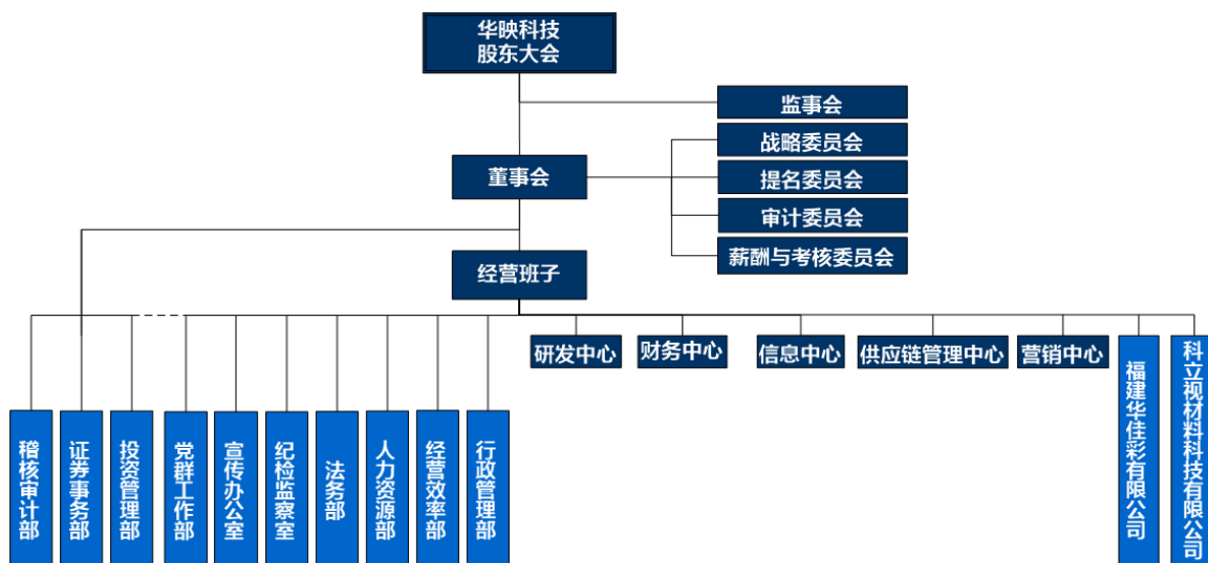 华映科技
股东大会
监事会
战略委员会
董事会
提名委员会
审计委员会
薪酬与考核委员会
经营班子
研发中心
财务中心
信息中心
供应链管理中心
营销中心
稽核审计部
证券事务部
投资管理部
党群工作部
宣传办公室
纪检监察室
法务部
人力资源部
经营效率部
行政管理部
福建华佳彩有限公司
科立视材料科技有限公司